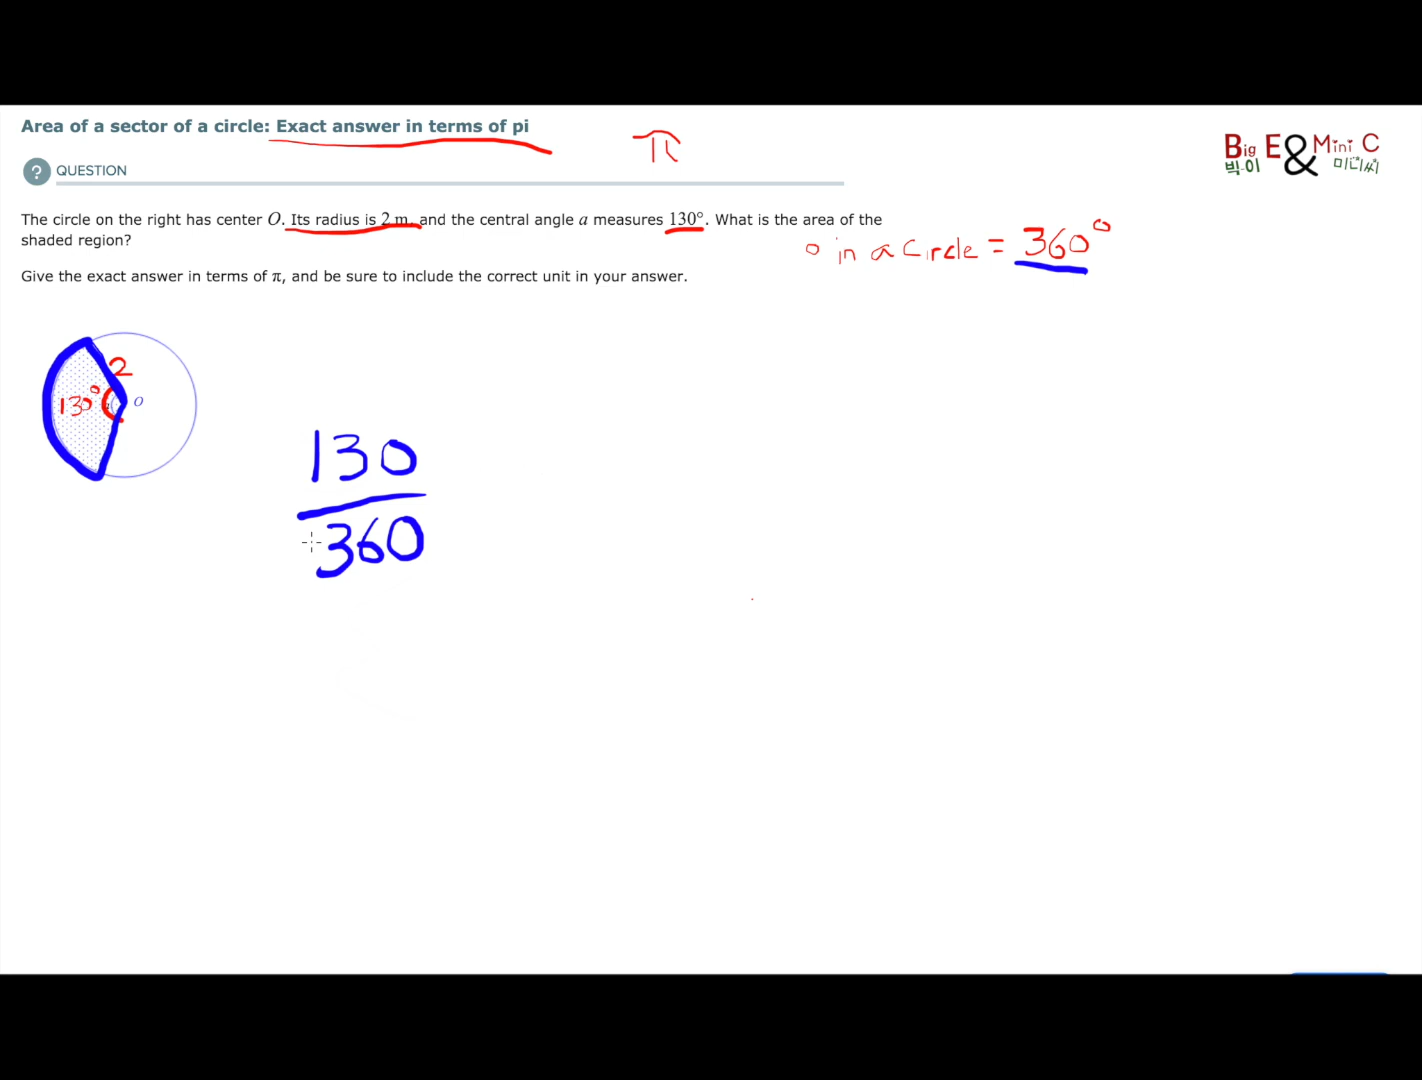 Area of a sector of a circle: Exact answer in terms of pi
π
Big E & Mini C
빅이 미니씨
? QUESTION
The circle on the right has center O. Its radius is 2 m, and the central angle a measures 130°. What is the area of the
shaded region?
° in a circle = 360°
Give the exact answer in terms of π, and be sure to include the correct unit in your answer.
2
130° a O
130
360